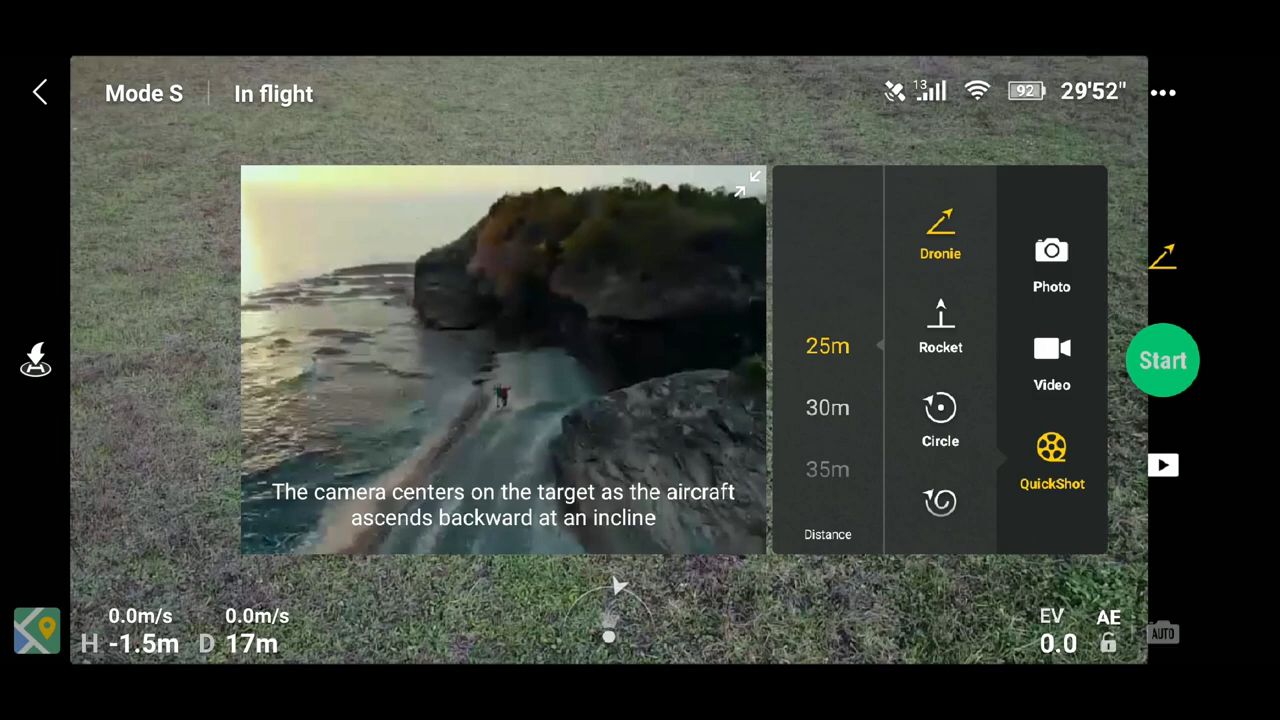 Mode S
In flight
13
92
29'52"
Dronie
Photo
25m
Rocket
Start
Video
30m
Circle
35m
QuickShot
The camera centers on the target as the aircraft
ascends backward at an incline
Distance
0.0m/s
0.0m/s
EV
AE
H -1.5m
D 17m
0.0
AUTO